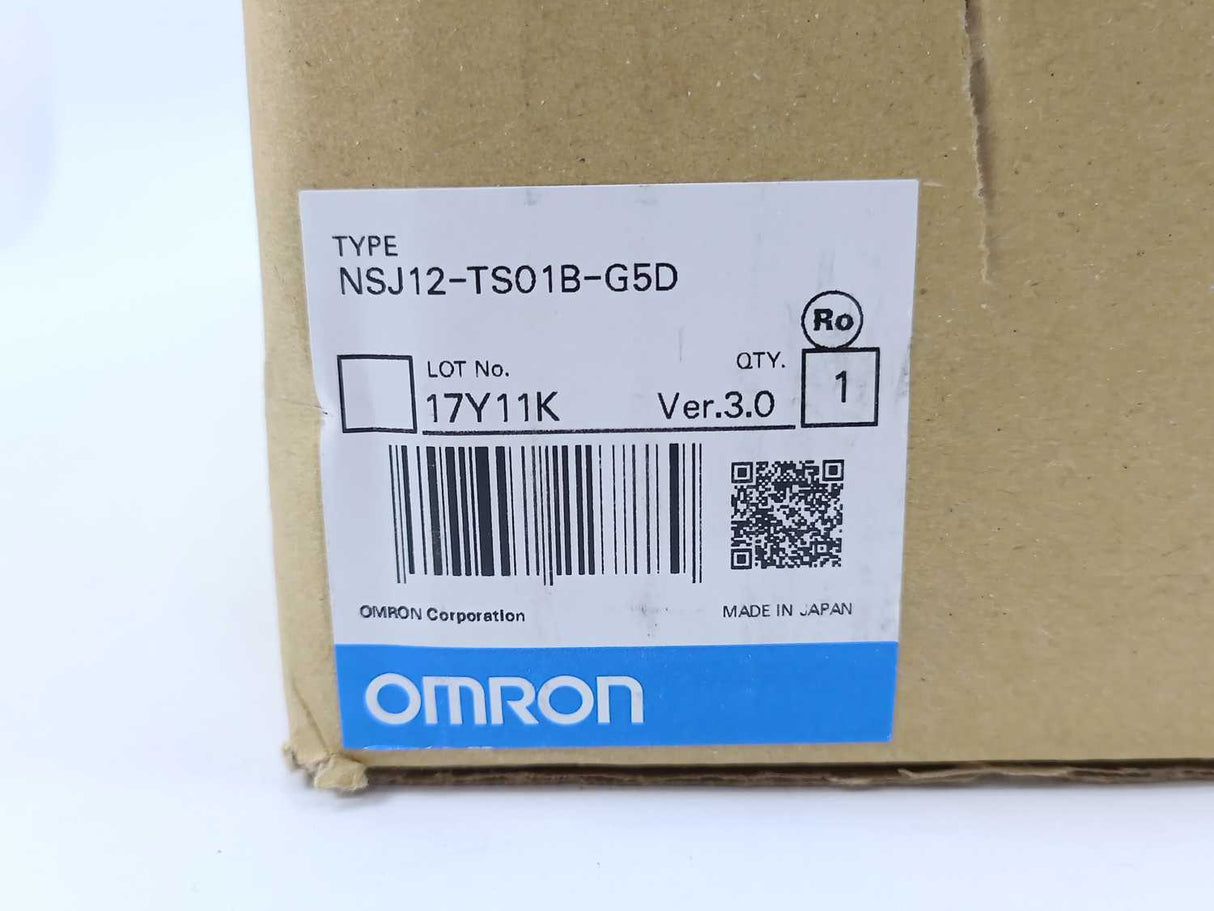 TYPE
NSJ12-TS01B-G5D
Ro
LOT No. QTY. 1
17Y11K Ver.3.0
OMRON Corporation MADE IN JAPAN
OMRON